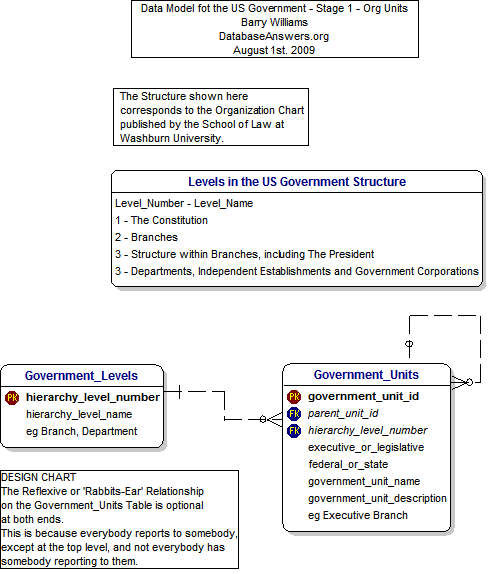 Data Model fot the US Government - Stage 1 - Org Units
Barry Williams
DatabaseAnswers.org
August 1st. 2009
The Structure shown here
corresponds to the Organization Chart
published by the School of Law at
Washburn University.
Levels in the US Government Structure
Level_Number - Level_Name
1 - The Constitution
2 - Branches
3 - Structure within Branches, including The President
3 - Departments, Independent Establishments and Government Corporations
Government_Levels
PK hierarchy_level_number
hierarchy_level_name
eg Branch, Department
Government_Units
PK government_unit_id
FK parent_unit_id
FK hierarchy_level_number
executive_or_legislative
federal_or_state
government_unit_name
government_unit_description
eg Executive Branch
DESIGN CHART
The Reflexive or 'Rabbits-Ear' Relationship
on the Government_Units Table is optional
at both ends.
This is because everybody reports to somebody,
except at the top level, and not everybody has
somebody reporting to them.